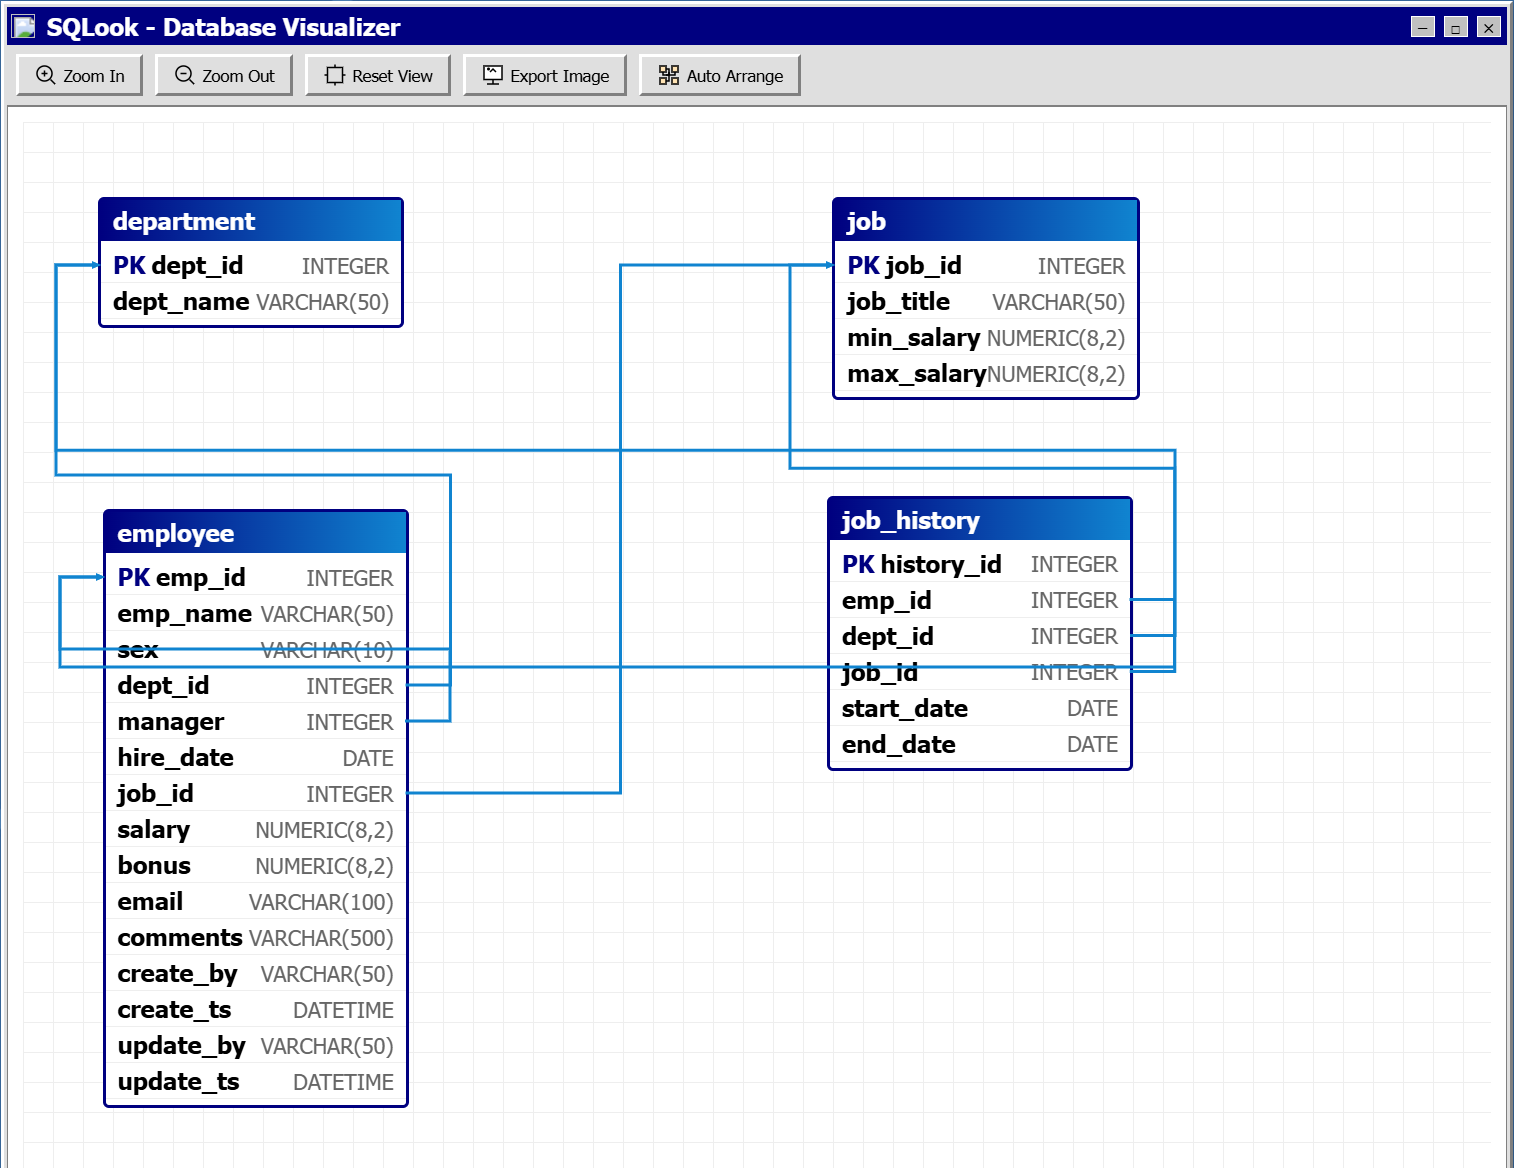 SQLook - Database Visualizer
Zoom In Zoom Out Reset View Export Image Auto Arrange
department
PK dept_id INTEGER
dept_name VARCHAR(50)
job
PK job_id INTEGER
job_title VARCHAR(50)
min_salary NUMERIC(8,2)
max_salary NUMERIC(8,2)
employee
PK emp_id INTEGER
emp_name VARCHAR(50)
sex VARCHAR(10)
dept_id INTEGER
manager INTEGER
hire_date DATE
job_id INTEGER
salary NUMERIC(8,2)
bonus NUMERIC(8,2)
email VARCHAR(100)
comments VARCHAR(500)
create_by VARCHAR(50)
create_ts DATETIME
update_by VARCHAR(50)
update_ts DATETIME
job_history
PK history_id INTEGER
emp_id INTEGER
dept_id INTEGER
job_id INTEGER
start_date DATE
end_date DATE